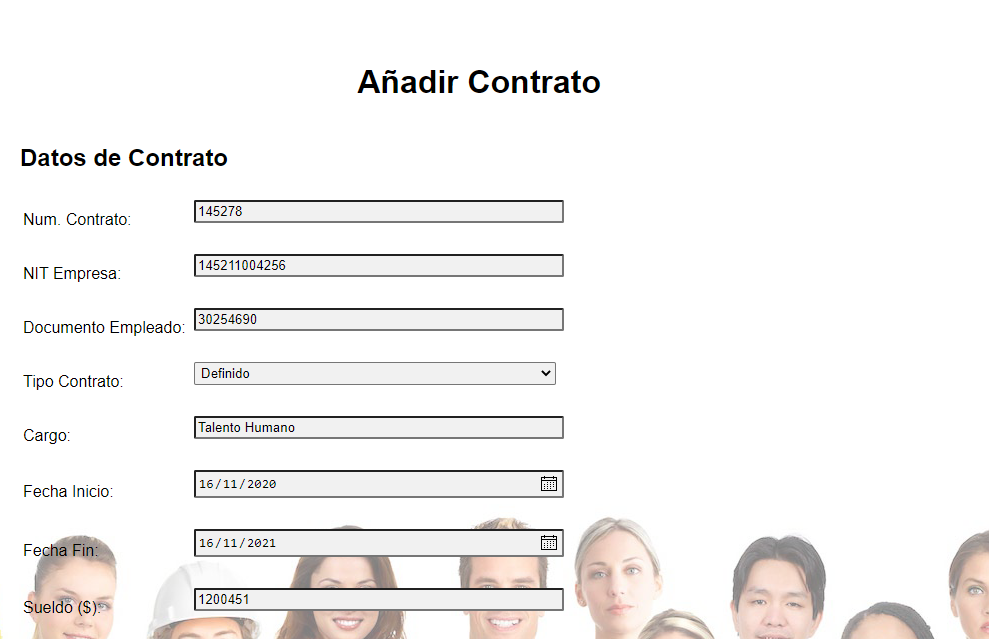 Añadir Contrato
Datos de Contrato
Num. Contrato: 145278
NIT Empresa: 145211004256
Documento Empleado: 30254690
Tipo Contrato: Definido
Cargo: Talento Humano
Fecha Inicio: 16/11/2020
Fecha Fin: 16/11/2021
Sueldo ($): 1200451